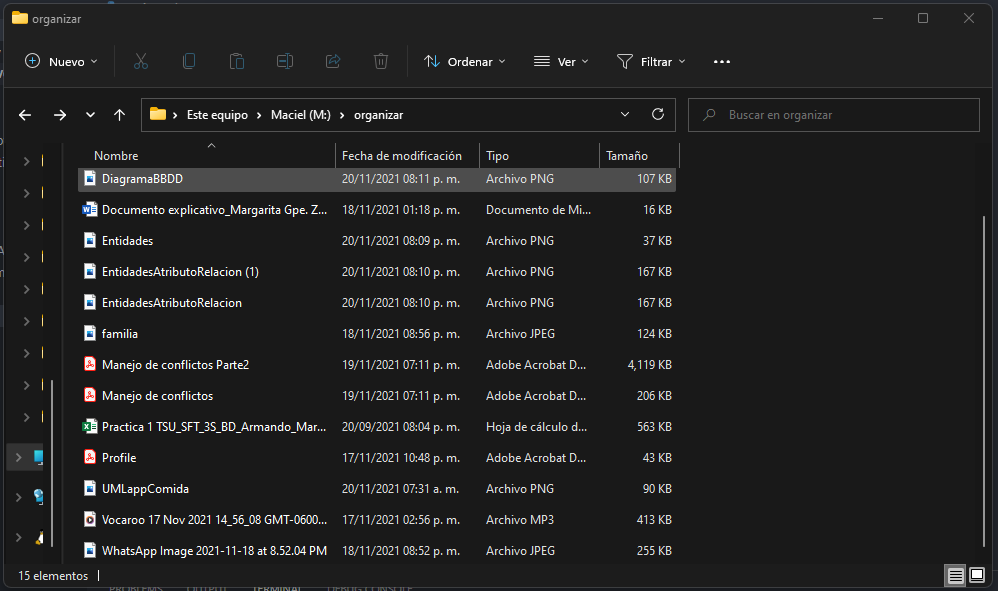 organizar
Nuevo
Ordenar
Ver
Filtrar
Este equipo > Maciel (M:) > organizar
Buscar en organizar
Nombre Fecha de modificación Tipo Tamaño
DiagramaBBDD 20/11/2021 08:11 p. m. Archivo PNG 107 KB
Documento explicativo_Margarita Gpe. Z... 18/11/2021 01:18 p. m. Documento de Mi... 16 KB
Entidades 20/11/2021 08:09 p. m. Archivo PNG 37 KB
EntidadesAtributoRelacion (1) 20/11/2021 08:10 p. m. Archivo PNG 167 KB
EntidadesAtributoRelacion 20/11/2021 08:10 p. m. Archivo PNG 167 KB
familia 18/11/2021 08:56 p. m. Archivo JPEG 124 KB
Manejo de conflictos Parte2 19/11/2021 07:11 p. m. Adobe Acrobat D... 4,119 KB
Manejo de conflictos 19/11/2021 07:11 p. m. Adobe Acrobat D... 206 KB
Practica 1 TSU_SFT_3S_BD_Armando_Mar... 20/09/2021 08:04 p. m. Hoja de cálculo d... 563 KB
Profile 17/11/2021 10:48 p. m. Adobe Acrobat D... 43 KB
UMLappComida 20/11/2021 07:31 a. m. Archivo PNG 90 KB
Vocaroo 17 Nov 2021 14_56_08 GMT-0600... 17/11/2021 02:56 p. m. Archivo MP3 413 KB
WhatsApp Image 2021-11-18 at 8.52.04 PM 18/11/2021 08:52 p. m. Archivo JPEG 255 KB
15 elementos
PROBLEMS OUTPUT TERMINAL DEBUG CONSOLE